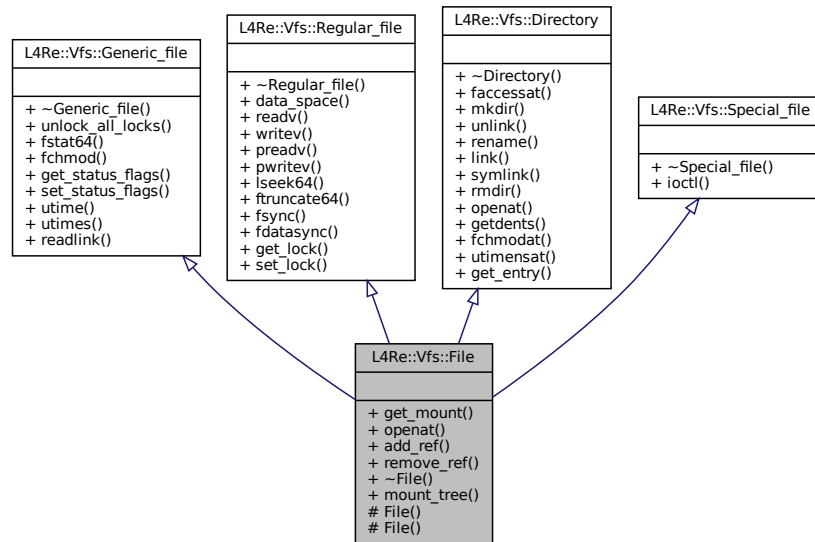 L4Re::Vfs::Generic_file
+ ~Generic_file()
+ unlock_all_locks()
+ fstat64()
+ fchmod()
+ get_status_flags()
+ set_status_flags()
+ utime()
+ utimes()
+ readlink()
L4Re::Vfs::Regular_file
+ ~Regular_file()
+ data_space()
+ readv()
+ writev()
+ preadv()
+ pwritev()
+ lseek64()
+ ftruncate64()
+ fsync()
+ fdatasync()
+ get_lock()
+ set_lock()
L4Re::Vfs::Directory
+ ~Directory()
+ faccessat()
+ mkdir()
+ unlink()
+ rename()
+ link()
+ symlink()
+ rmdir()
+ openat()
+ getdents()
+ fchmodat()
+ utimensat()
+ get_entry()
L4Re::Vfs::Special_file
+ ~Special_file()
+ ioctl()
L4Re::Vfs::File
+ get_mount()
+ openat()
+ add_ref()
+ remove_ref()
+ ~File()
+ mount_tree()
# File()
# File()